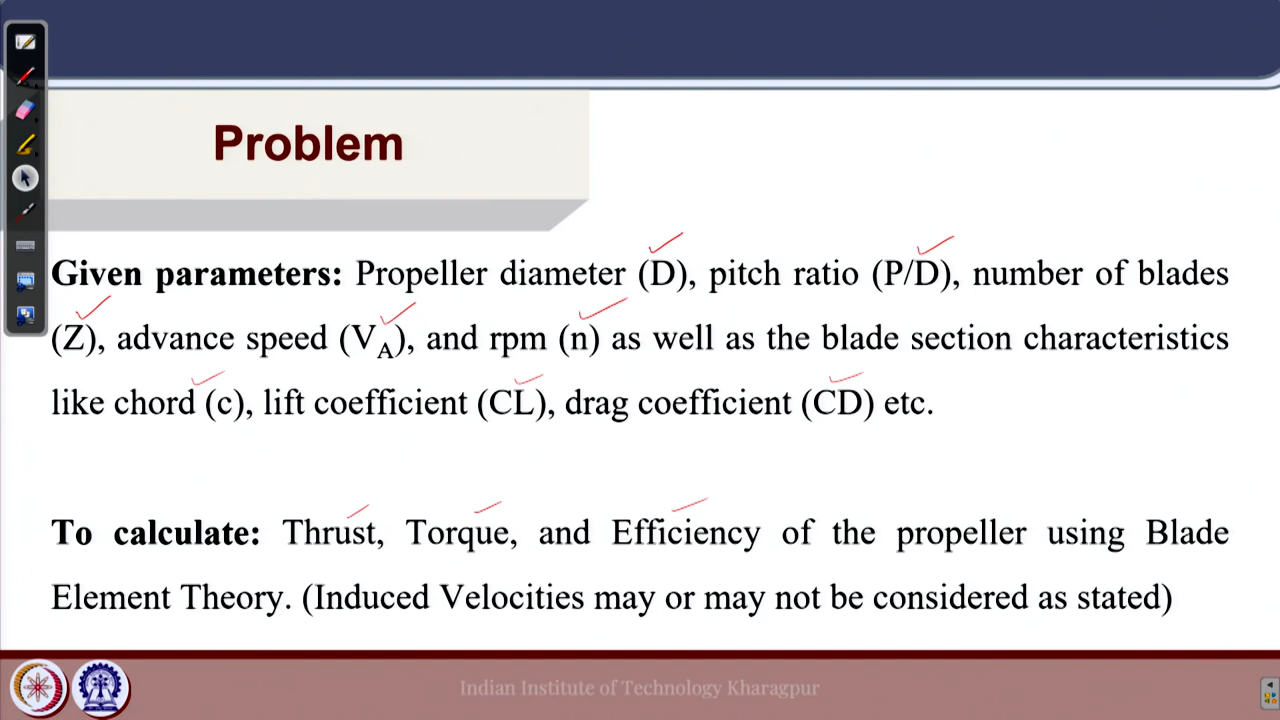 Problem
Given parameters: Propeller diameter (D), pitch ratio (P/D), number of blades
(Z), advance speed (V_A), and rpm (n) as well as the blade section characteristics
like chord (c), lift coefficient (CL), drag coefficient (CD) etc.
To calculate: Thrust, Torque, and Efficiency of the propeller using Blade
Element Theory. (Induced Velocities may or may not be considered as stated)
Indian Institute of Technology Kharagpur